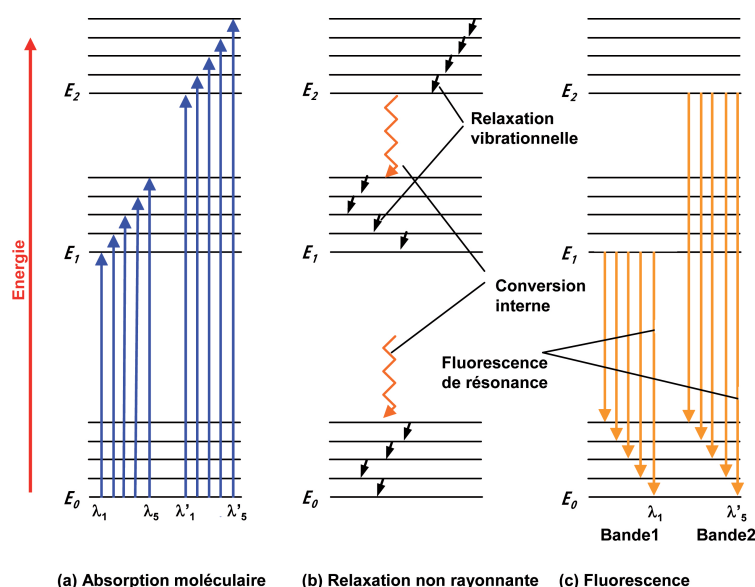 Energie
E2
E1
E0
λ1 λ5 λ'1 λ'5
(a) Absorption moléculaire
E2
Relaxation
vibrationnelle
E1
Conversion
interne
Fluorescence
de résonance
E0
(b) Relaxation non rayonnante
E2
E1
E0
λ1 λ'5
Bande1 Bande2
(c) Fluorescence